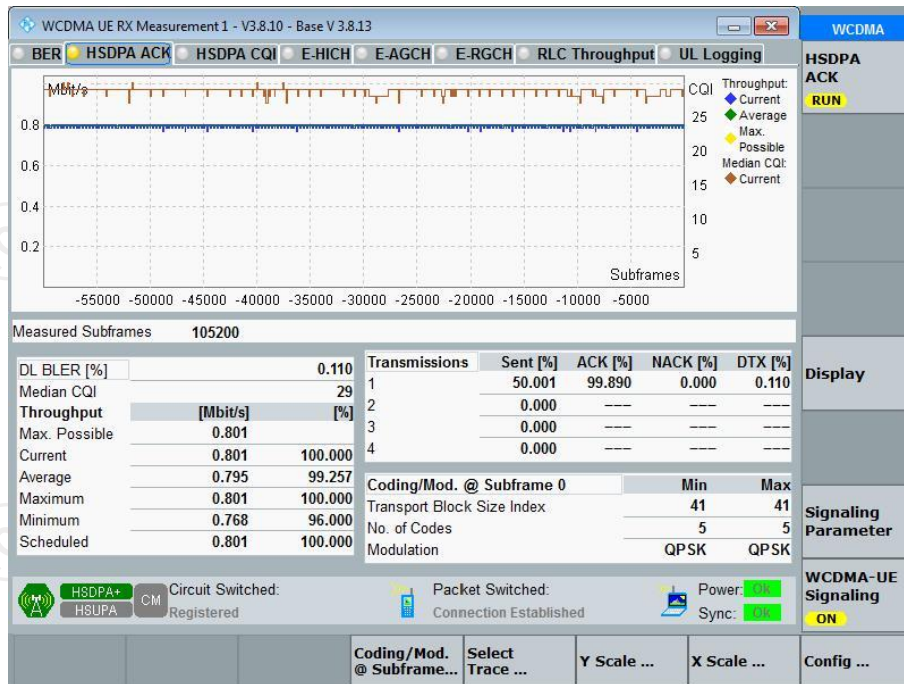 WCDMA UE RX Measurement 1 - V3.8.10 - Base V 3.8.13
WCDMA
BER HSDPA ACK HSDPA CQI E-HICH E-AGCH E-RGCH RLC Throughput UL Logging
HSDPA
ACK
RUN
Mbit/s
CQI
Throughput:
Current
Average
Max.
Possible
Median CQI:
Current
0.8
0.6
0.4
0.2
25
20
15
10
5
Subframes
-55000 -50000 -45000 -40000 -35000 -30000 -25000 -20000 -15000 -10000 -5000
Measured Subframes 105200
DL BLER [%] 0.110
Median CQI 29
Throughput [Mbit/s] [%]
Max. Possible 0.801
Current 0.801 100.000
Average 0.795 99.257
Maximum 0.801 100.000
Minimum 0.768 96.000
Scheduled 0.801 100.000
Transmissions Sent [%] ACK [%] NACK [%] DTX [%]
1 50.001 99.890 0.000 0.110
2 0.000 --- --- ---
3 0.000 --- --- ---
4 0.000 --- --- ---
Coding/Mod. @ Subframe 0 Min Max
Transport Block Size Index 41 41
No. of Codes 5 5
Modulation QPSK QPSK
Display
Signaling
Parameter
WCDMA-UE
Signaling
ON
HSDPA+
HSUPA
CM
Circuit Switched:
Registered
Packet Switched:
Connection Established
Power: Ok
Sync: Ok
Coding/Mod.
@ Subframe...
Select
Trace ...
Y Scale ...
X Scale ...
Config ...